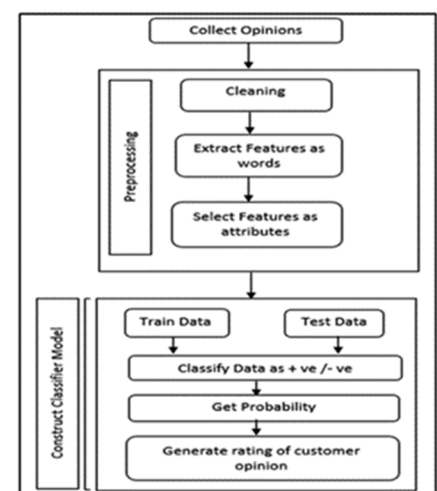 Collect Opinions
Preprocessing
Cleaning
Extract Features as
words
Select Features as
attributes
Construct Classifier Model
Train Data
Test Data
Classify Data as + ve /- ve
Get Probability
Generate rating of customer
opinion